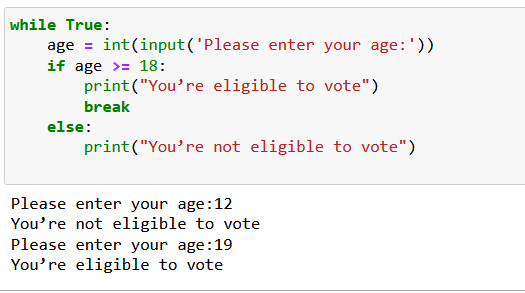 while True:
    age = int(input('Please enter your age:'))
    if age >= 18:
        print("You’re eligible to vote")
        break
    else:
        print("You’re not eligible to vote")
Please enter your age:12
You’re not eligible to vote
Please enter your age:19
You’re eligible to vote